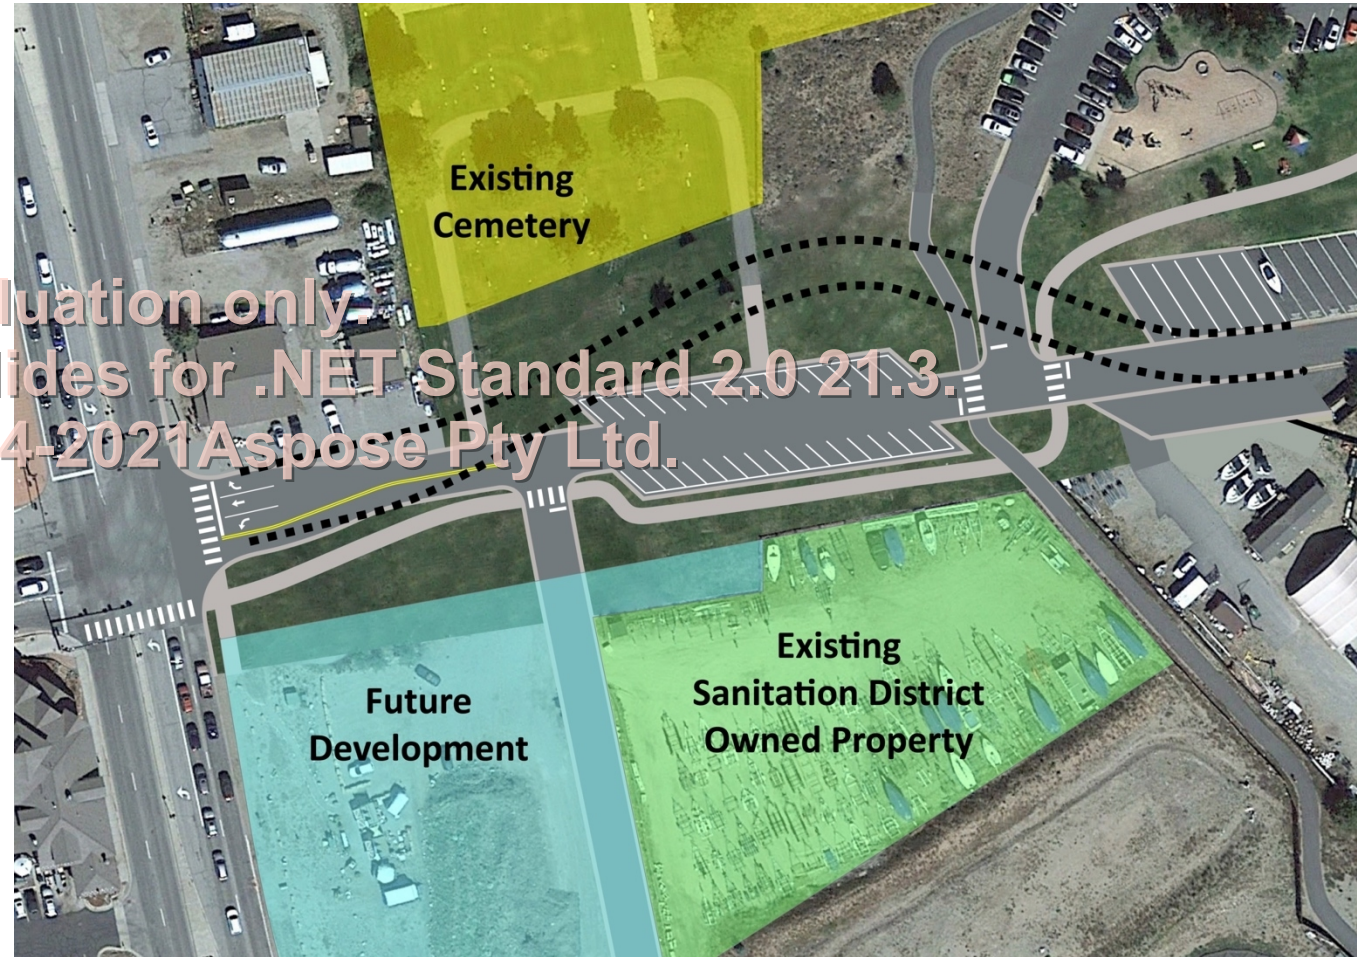 Existing
Cemetery
luation only.
ides for .NET Standard 2.0 21.3.
4-2021Aspose Pty Ltd.
Existing
Sanitation District
Owned Property
Future
Development